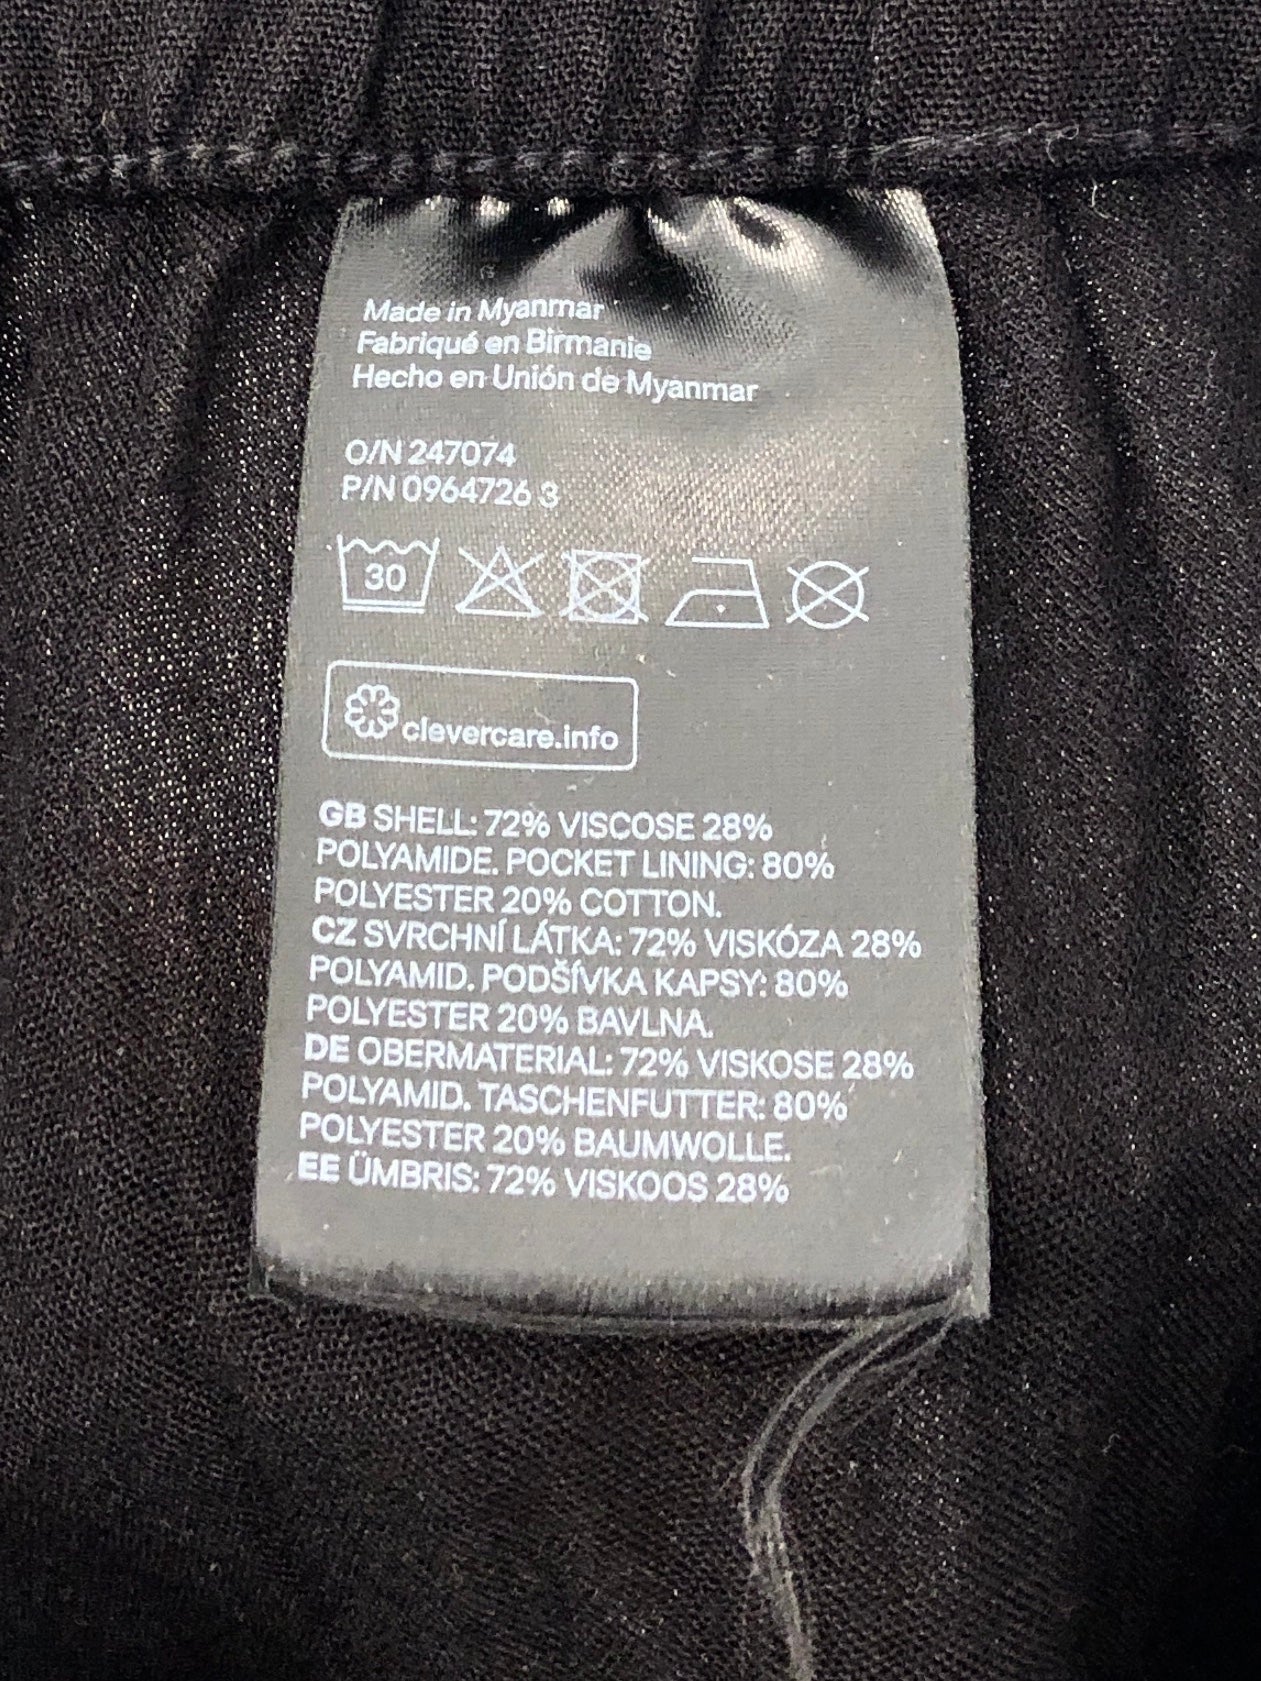 Made in Myanmar
Fabriqué en Birmanie
Hecho en Unión de Myanmar
O/N 247074
P/N 0964726 3
30
clevercare.info
GB SHELL: 72% VISCOSE 28%
POLYAMIDE. POCKET LINING: 80%
POLYESTER 20% COTTON.
CZ SVRCHNÍ LÁTKA: 72% VISKÓZA 28%
POLYAMID. PODŠÍVKA KAPSY: 80%
POLYESTER 20% BAVLNA.
DE OBERMATERIAL: 72% VISKOSE 28%
POLYAMID. TASCHENFUTTER: 80%
POLYESTER 20% BAUMWOLLE.
EE ÜMBRIS: 72% VISKOOS 28%